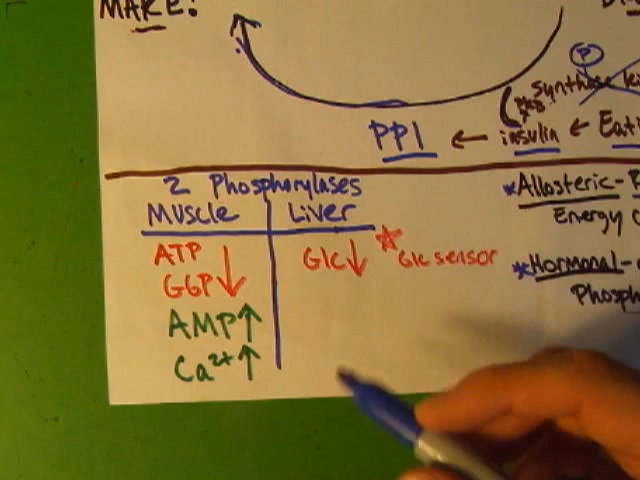 MAKE:
P
Synthase
PPI ← insulin ← Eat
2 Phosphorylases
Muscle Liver
ATP ↓ Glc↓ Glc sensor
G6P
AMP↑
Ca²⁺↑
*Allosteric-
Energy
*Hormonal-
Phosph